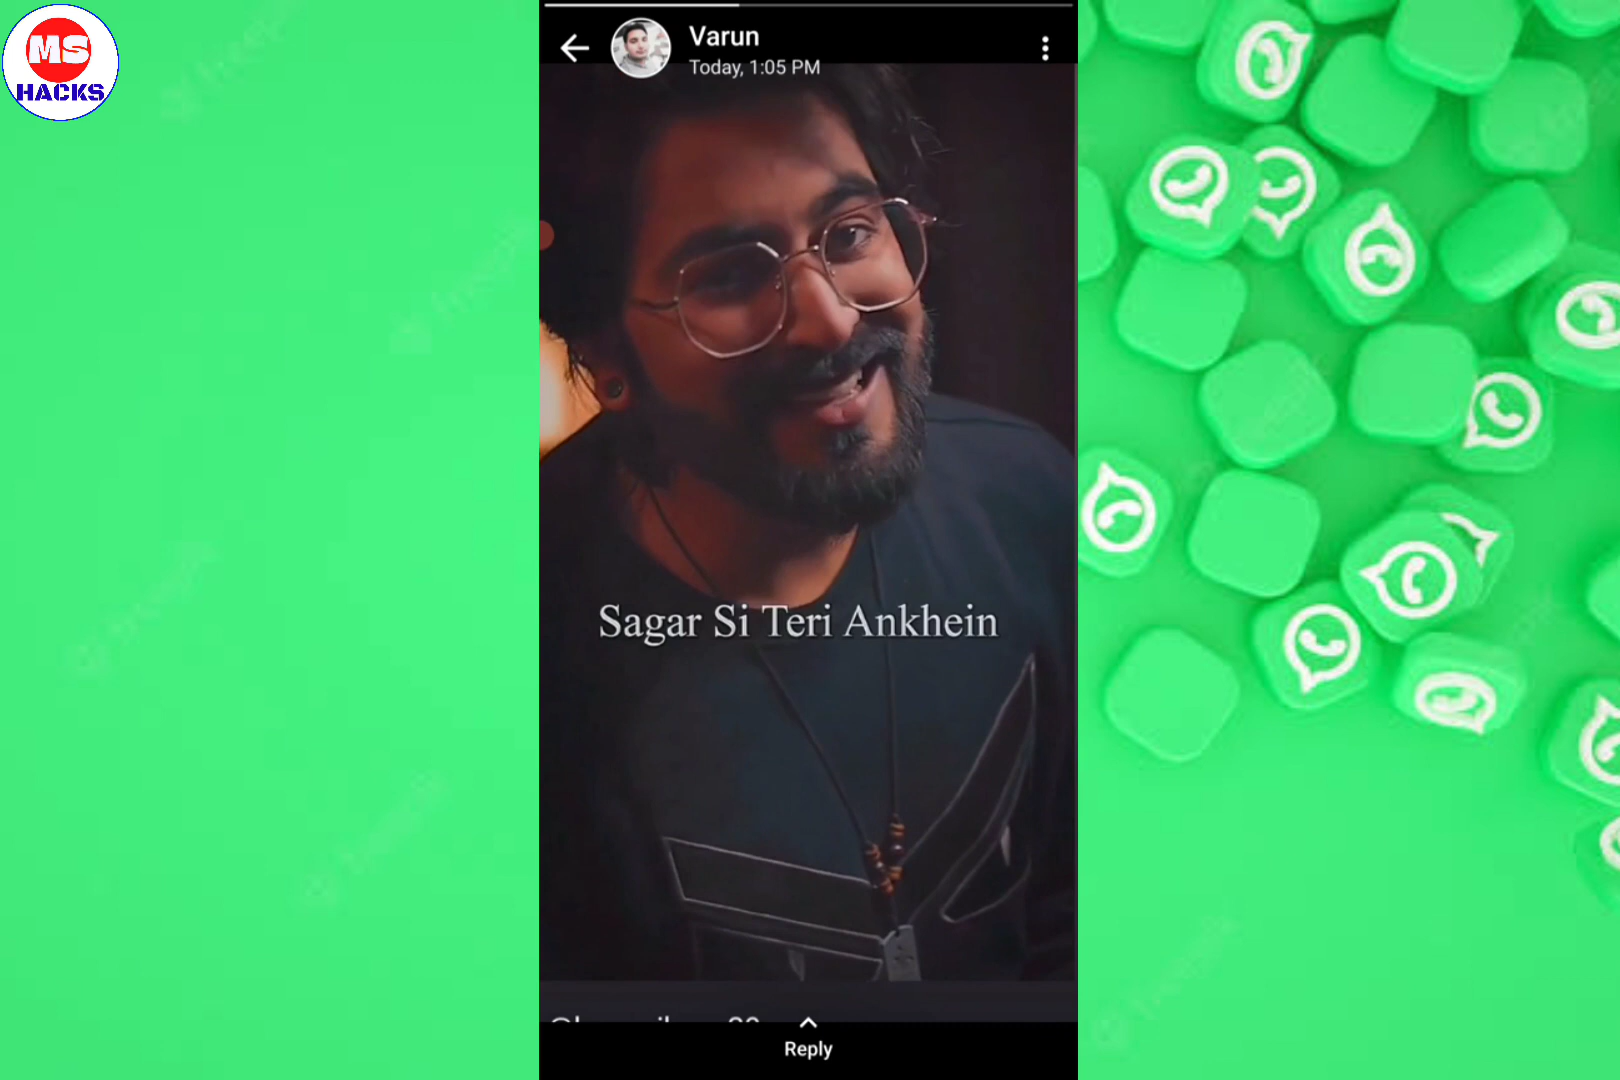 MS
HACKS
Varun
Today, 1:05 PM
Sagar Si Teri Ankhein
Reply